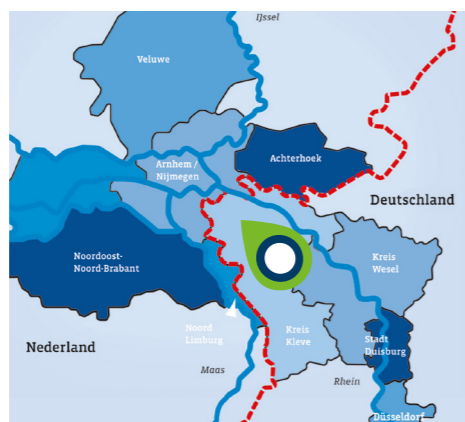 IJssel
Veluwe
Arnhem /
Nijmegen
Achterhoek
Deutschland
Noordoost-
Noord-Brabant
Kreis
Wesel
Noord
Limburg
Kreis
Kleve
Stadt
Duisburg
Nederland
Maas
Rhein
Düsseldorf